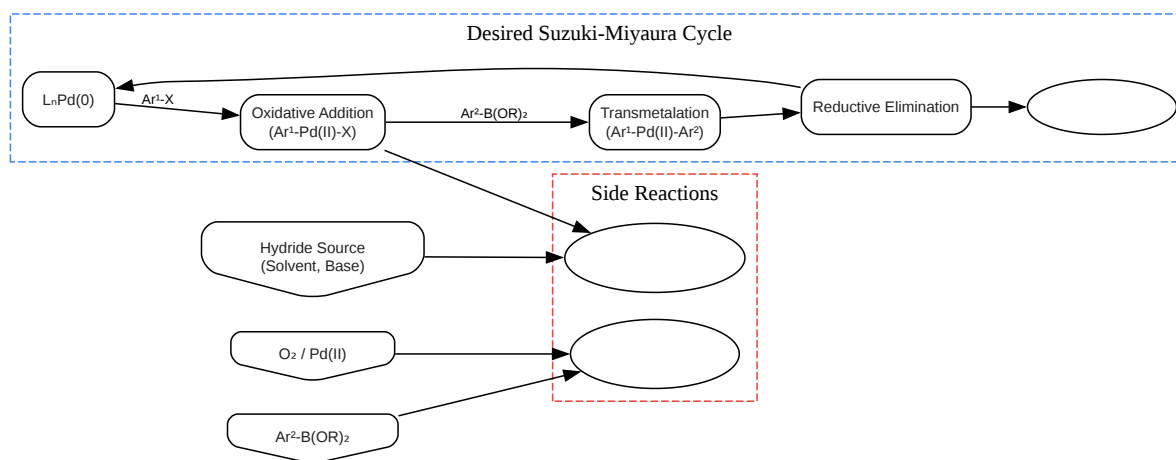 Desired Suzuki-Miyaura Cycle
LₙPd(0)
Ar¹-X
Oxidative Addition
(Ar¹-Pd(II)-X)
Ar²-B(OR)₂
Transmetalation
(Ar¹-Pd(II)-Ar²)
Reductive Elimination
Side Reactions
Hydride Source
(Solvent, Base)
O₂ / Pd(II)
Ar²-B(OR)₂